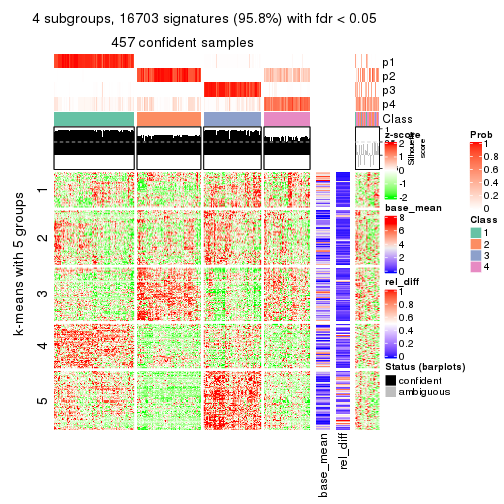 4 subgroups, 16703 signatures (95.8%) with fdr < 0.05
457 confident samples
p1
p2
p3
p4
Class
1
Silhouette
score
z-score
2
1
0
-1
-2
base_mean
8
6
4
2
0
rel_diff
1
0.8
0.6
0.4
0.2
0
Status (barplots)
confident
ambiguous
Prob
1
0.8
0.6
0.4
0.2
0
Class
1
2
3
4
k-means with 5 groups
1
2
3
4
5
base_mean
rel_diff